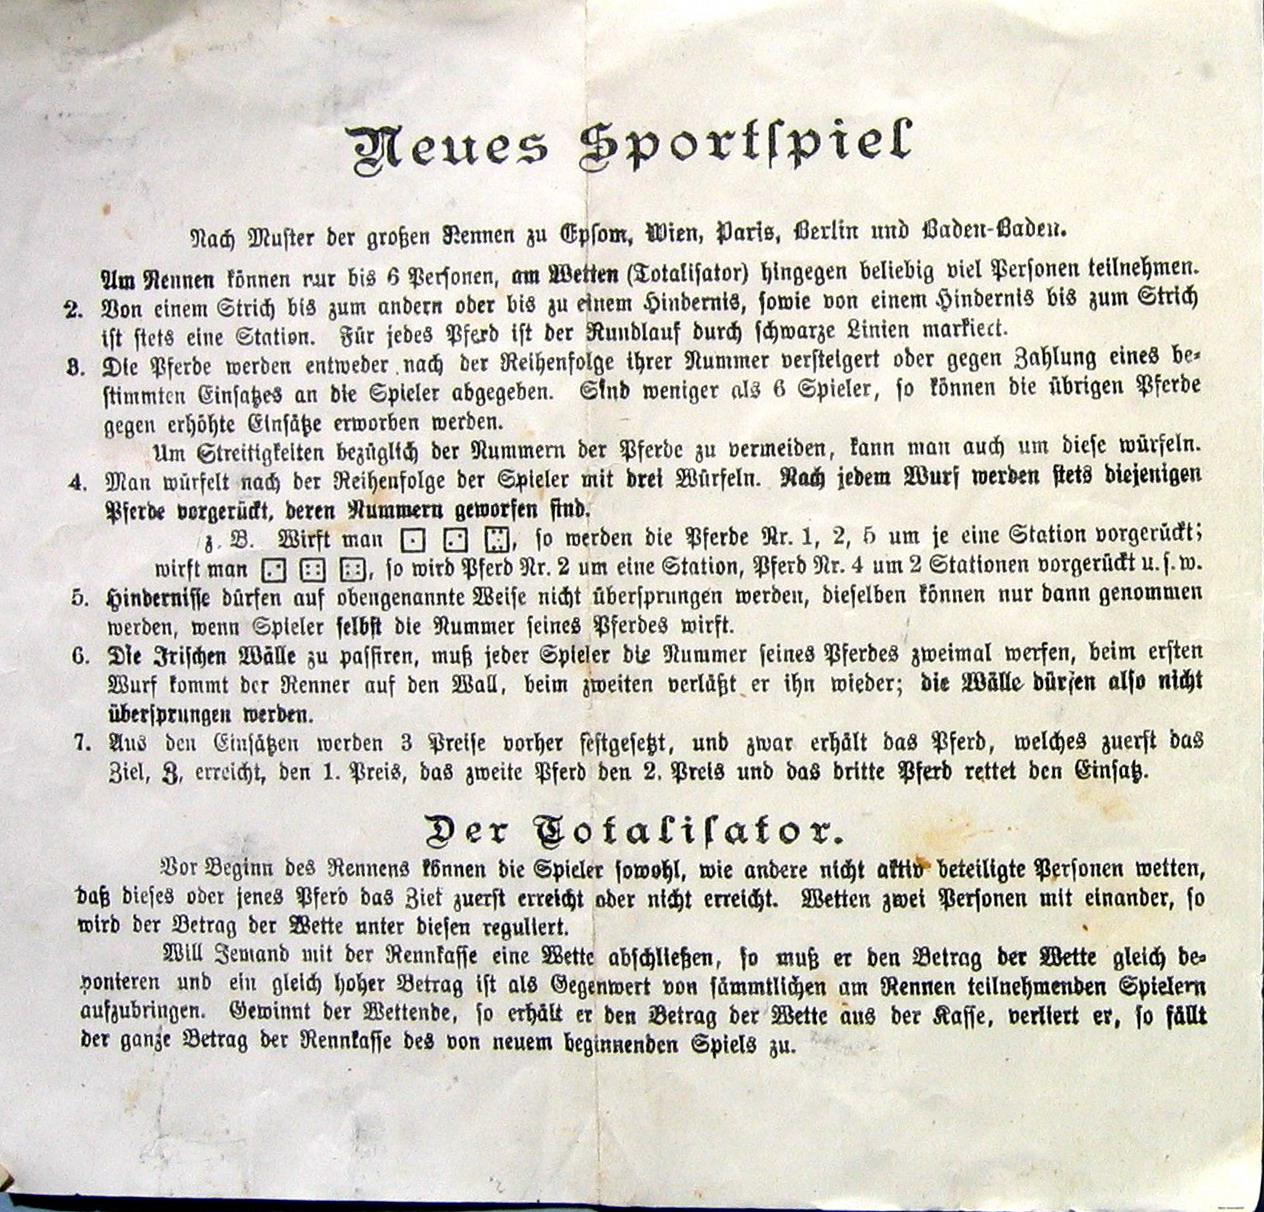 Neues Sportspiel
Nach Muster der großen Rennen zu Epsom, Wien, Paris, Berlin und Baden-Baden.
Am Rennen können nur bis 6 Personen, am Wetten (Totalisator) hingegen beliebig viel Personen teilnehmen.
2. Von einem Strich bis zum andern oder bis zu einem Hindernis, sowie von einem Hindernis bis zum Strich
ist stets eine Station. Für jedes Pferd ist der Rundlauf durch schwarze Linien markiert.
3. Die Pferde werden entweder nach der Reihenfolge ihrer Nummer versteigert oder gegen Zahlung eines be-
stimmten Einsatzes an die Spieler abgegeben. Sind weniger als 6 Spieler, so können die übrigen Pferde
gegen erhöhte Einsätze erworben werden.
Um Streitigkeiten bezüglich der Nummern der Pferde zu vermeiden, kann man auch um diese würfeln.
4. Man würfelt nach der Reihenfolge der Spieler mit drei Würfeln. Nach jedem Wurf werden stets diejenigen
Pferde vorgerückt, deren Nummern geworfen sind.
z. B. Wirft man ⚀ ⚁ ⚄, so werden die Pferde Nr. 1, 2, 5 um je eine Station vorgerückt;
wirft man ⚁ ⚃ ⚃, so wird Pferd Nr. 2 um eine Station, Pferd Nr. 4 um 2 Stationen vorgerückt u. s. w.
5. Hindernisse dürfen auf obengenannte Weise nicht übersprungen werden, dieselben können nur dann genommen
werden, wenn Spieler selbst die Nummer seines Pferdes wirft.
6. Die Irischen Wälle zu passiren, muß jeder Spieler die Nummer seines Pferdes zweimal werfen, beim ersten
Wurf kommt der Renner auf den Wall, beim zweiten verläßt er ihn wieder; die Wälle dürfen also nicht
übersprungen werden.
7. Aus den Einsätzen werden 3 Preise vorher festgesetzt, und zwar erhält das Pferd, welches zuerst das
Ziel, Z, erreicht, den 1. Preis, das zweite Pferd den 2. Preis und das dritte Pferd rettet den Einsatz.
Der Totalisator.
Vor Beginn des Rennens können die Spieler sowohl, wie andere nicht aktiv beteiligte Personen wetten,
daß dieses oder jenes Pferd das Ziel zuerst erreicht oder nicht erreicht. Wetten zwei Personen mit einander, so
wird der Betrag der Wette unter diesen reguliert.
Will Jemand mit der Rennkasse eine Wette abschließen, so muß er den Betrag der Wette gleich de-
ponieren und ein gleich hoher Betrag ist als Gegenwert von sämmtlichen am Rennen teilnehmenden Spielern
aufzubringen. Gewinnt der Wettende, so erhält er den Betrag der Wette aus der Kasse, verliert er, so fällt
der ganze Betrag der Rennkasse des von neuem beginnenden Spiels zu.